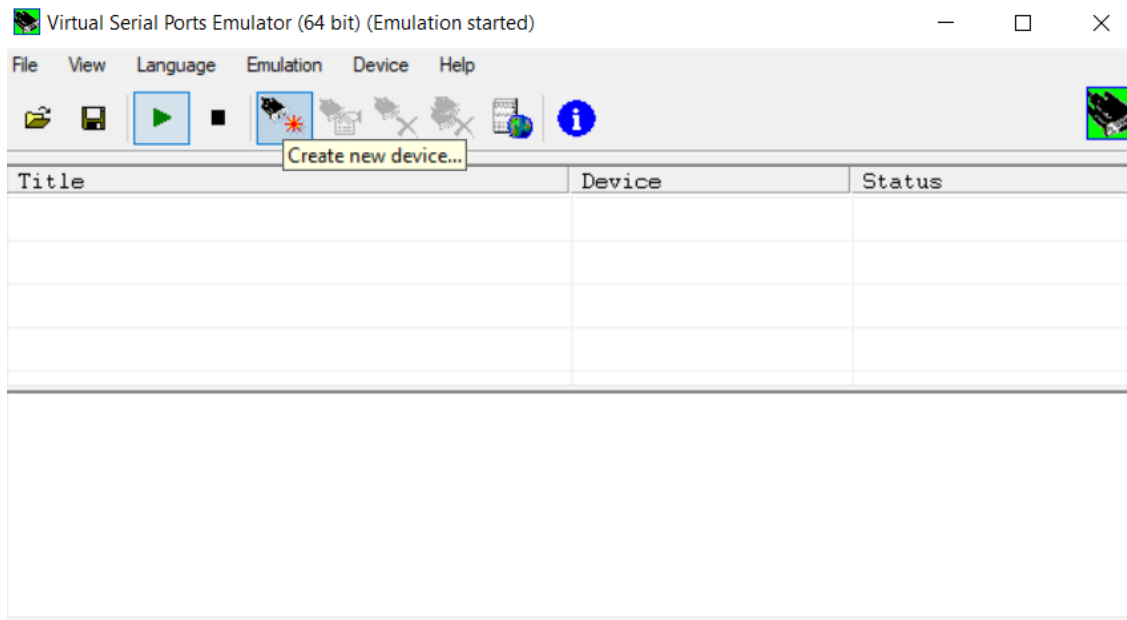 Virtual Serial Ports Emulator (64 bit) (Emulation started)
File View Language Emulation Device Help
Create new device...
Title Device Status